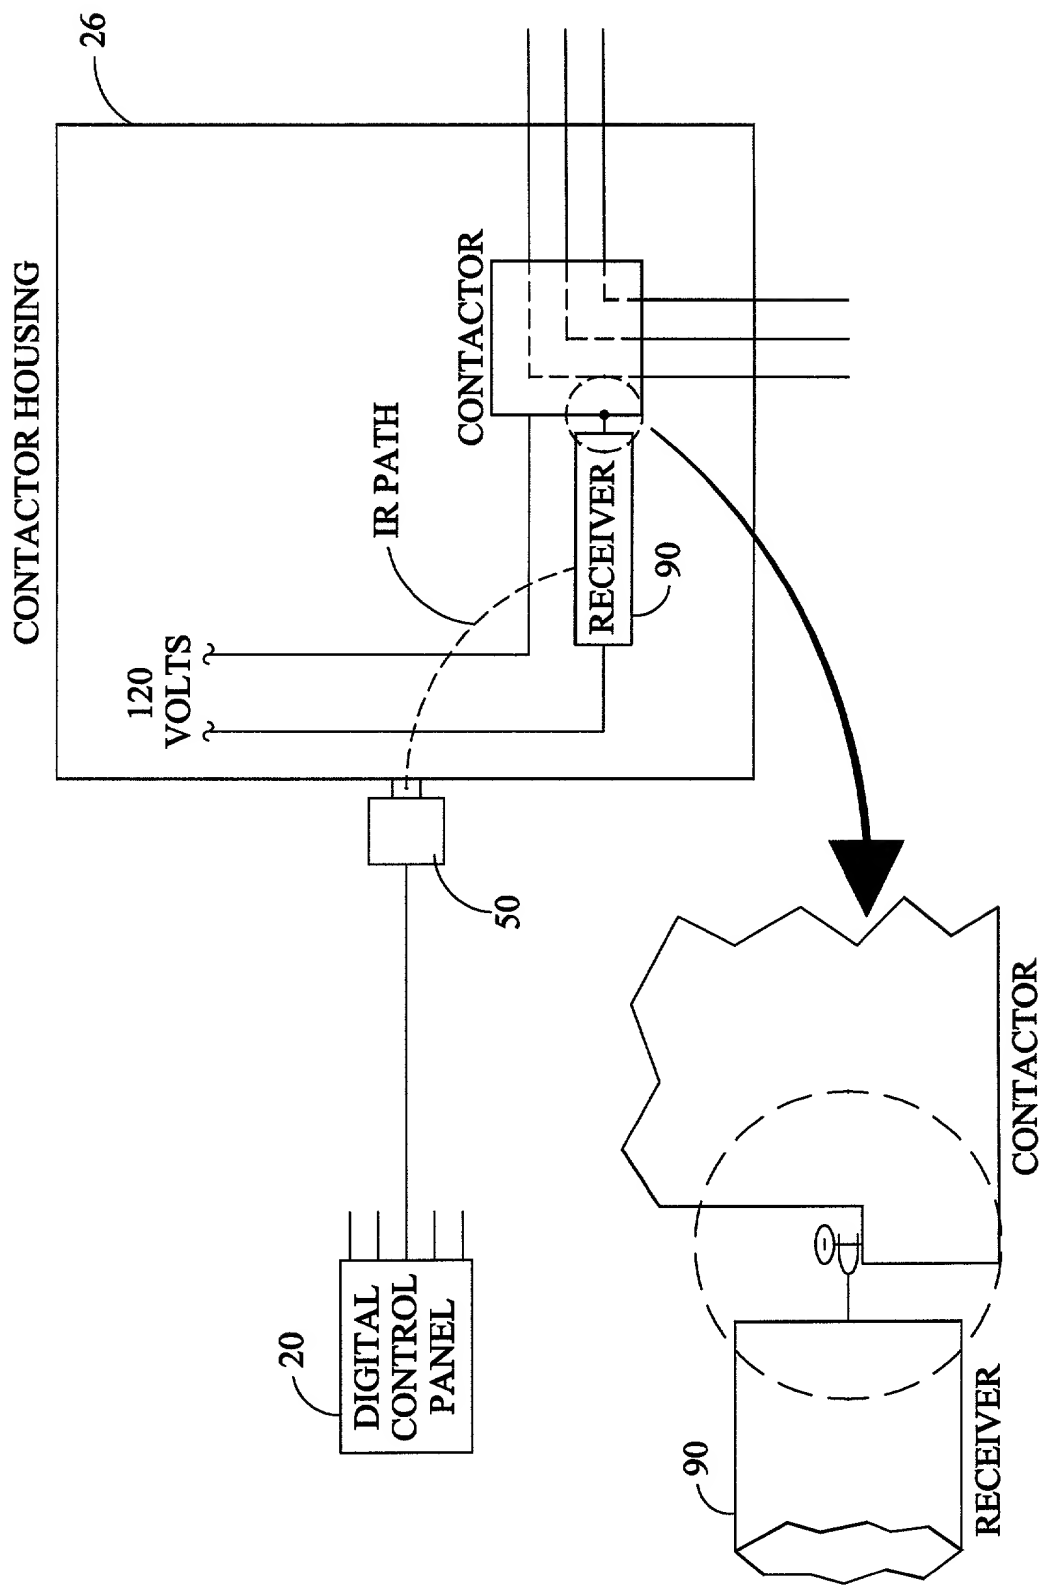 CONTACTOR HOUSING
26
120
VOLTS
IR PATH
CONTACTOR
RECEIVER
90
50
20
DIGITAL
CONTROL
PANEL
90
RECEIVER
CONTACTOR